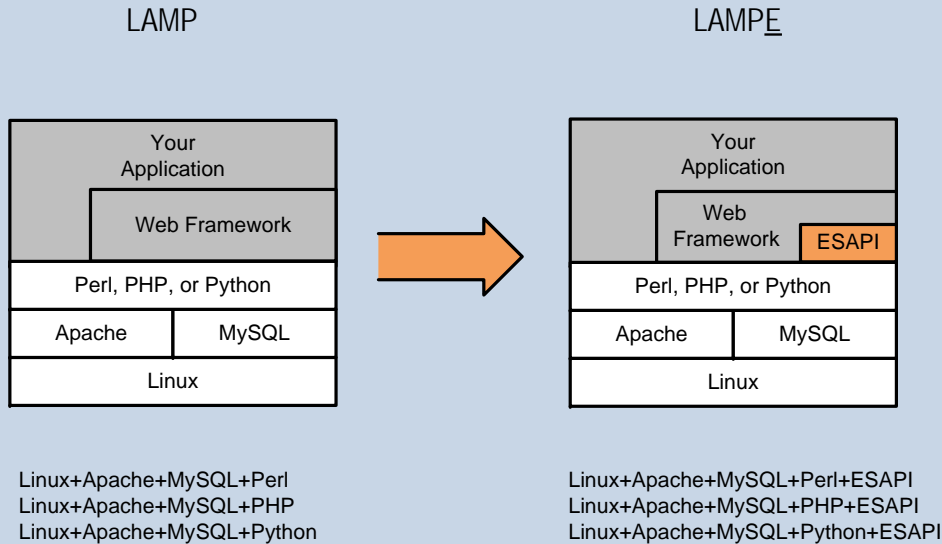 LAMP
Your
Application
Web Framework
Perl, PHP, or Python
Apache
MySQL
Linux
Linux+Apache+MySQL+Perl
Linux+Apache+MySQL+PHP
Linux+Apache+MySQL+Python
LAMPE
Your
Application
Web
Framework
ESAPI
Perl, PHP, or Python
Apache
MySQL
Linux
Linux+Apache+MySQL+Perl+ESAPI
Linux+Apache+MySQL+PHP+ESAPI
Linux+Apache+MySQL+Python+ESAPI